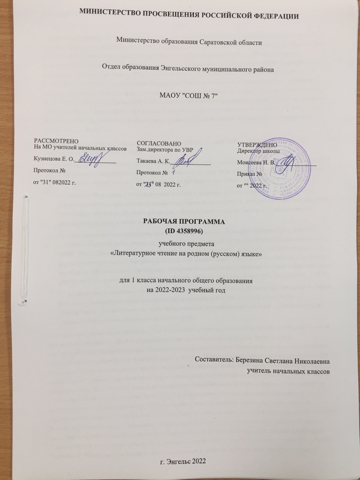 МИНИСТЕРСТВО ПРОСВЕЩЕНИЯ РОССИЙСКОЙ ФЕДЕРАЦИИ
Министерство образования Саратовской области
Отдел образования Энгельсского муниципального района
МАОУ "СОШ № 7"
РАССМОТРЕНО
На МО учителей начальных классов
Кузнецова Е. О.
Протокол №
от "31" 082022 г.
СОГЛАСОВАНО
Зам.директора по УВР
Такаева А. К.
Протокол № 1
от "25" 08 2022 г.
УТВЕРЖДЕНО
Директор школы
Моисеева Н. В.
Приказ №
от "" 2022 г.
РАБОЧАЯ ПРОГРАММА
(ID 4358996)
учебного предмета
«Литературное чтение на родном (русском) языке»
для 1 класса начального общего образования
на 2022-2023 учебный год
Составитель: Березина Светлана Николаевна
учитель начальных классов
г. Энгельс 2022